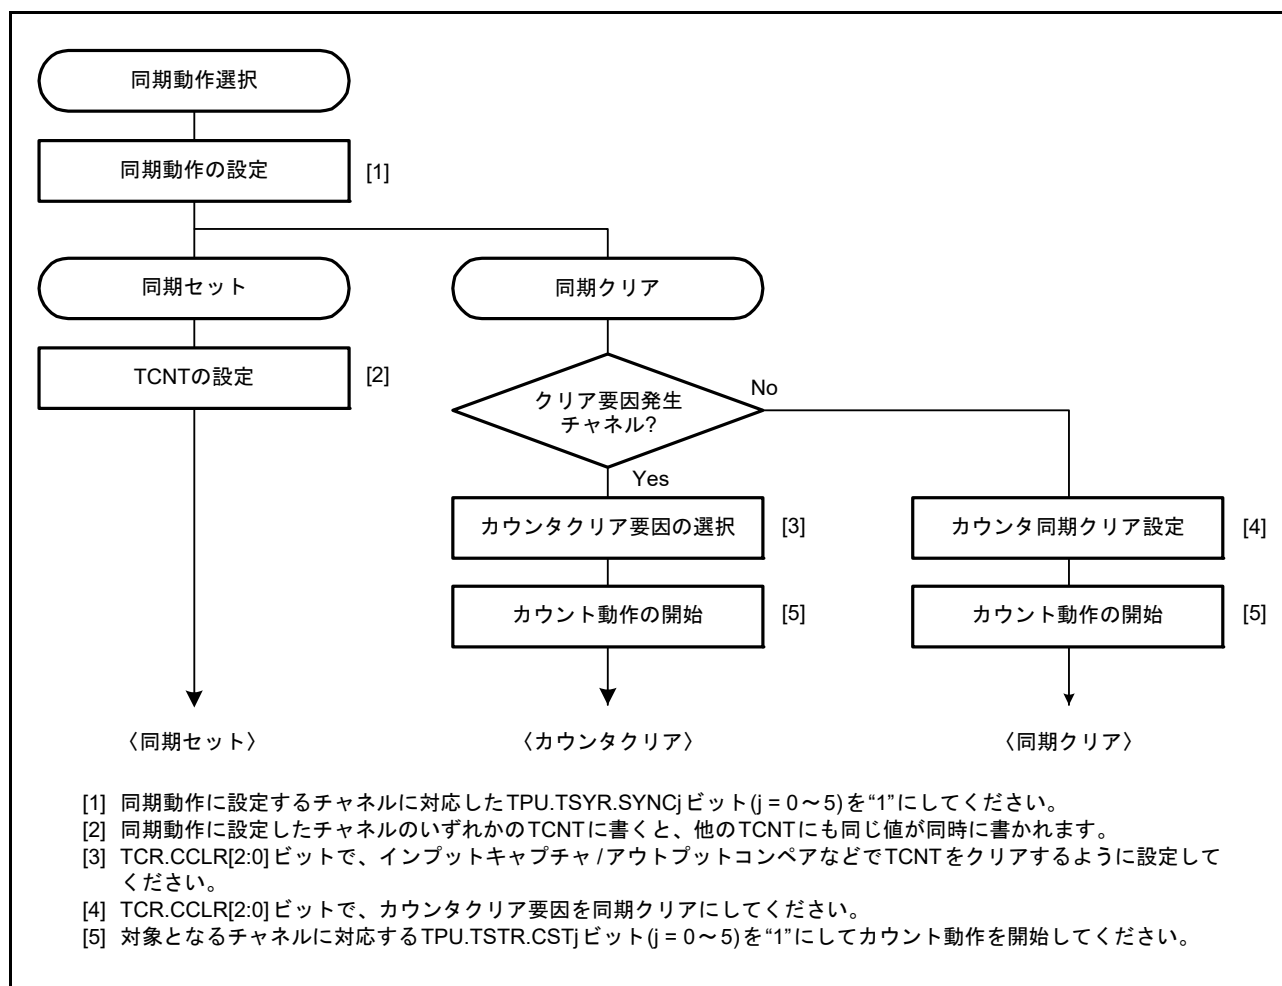 同期動作選択
同期動作の設定 [1]
同期セット
同期クリア
TCNTの設定 [2]
クリア要因発生
チャネル?
No
Yes
カウンタクリア要因の選択 [3]
カウンタ同期クリア設定 [4]
カウント動作の開始 [5]
カウント動作の開始 [5]
〈同期セット〉
〈カウンタクリア〉
〈同期クリア〉
[1] 同期動作に設定するチャネルに対応したTPU.TSYR.SYNCjビット(j = 0～5)を“1”にしてください。
[2] 同期動作に設定したチャネルのいずれかのTCNTに書くと、他のTCNTにも同じ値が同時に書かれます。
[3] TCR.CCLR[2:0]ビットで、インプットキャプチャ/アウトプットコンペアなどでTCNTをクリアするように設定して
ください。
[4] TCR.CCLR[2:0]ビットで、カウンタクリア要因を同期クリアにしてください。
[5] 対象となるチャネルに対応するTPU.TSTR.CSTjビット(j = 0～5)を“1”にしてカウント動作を開始してください。